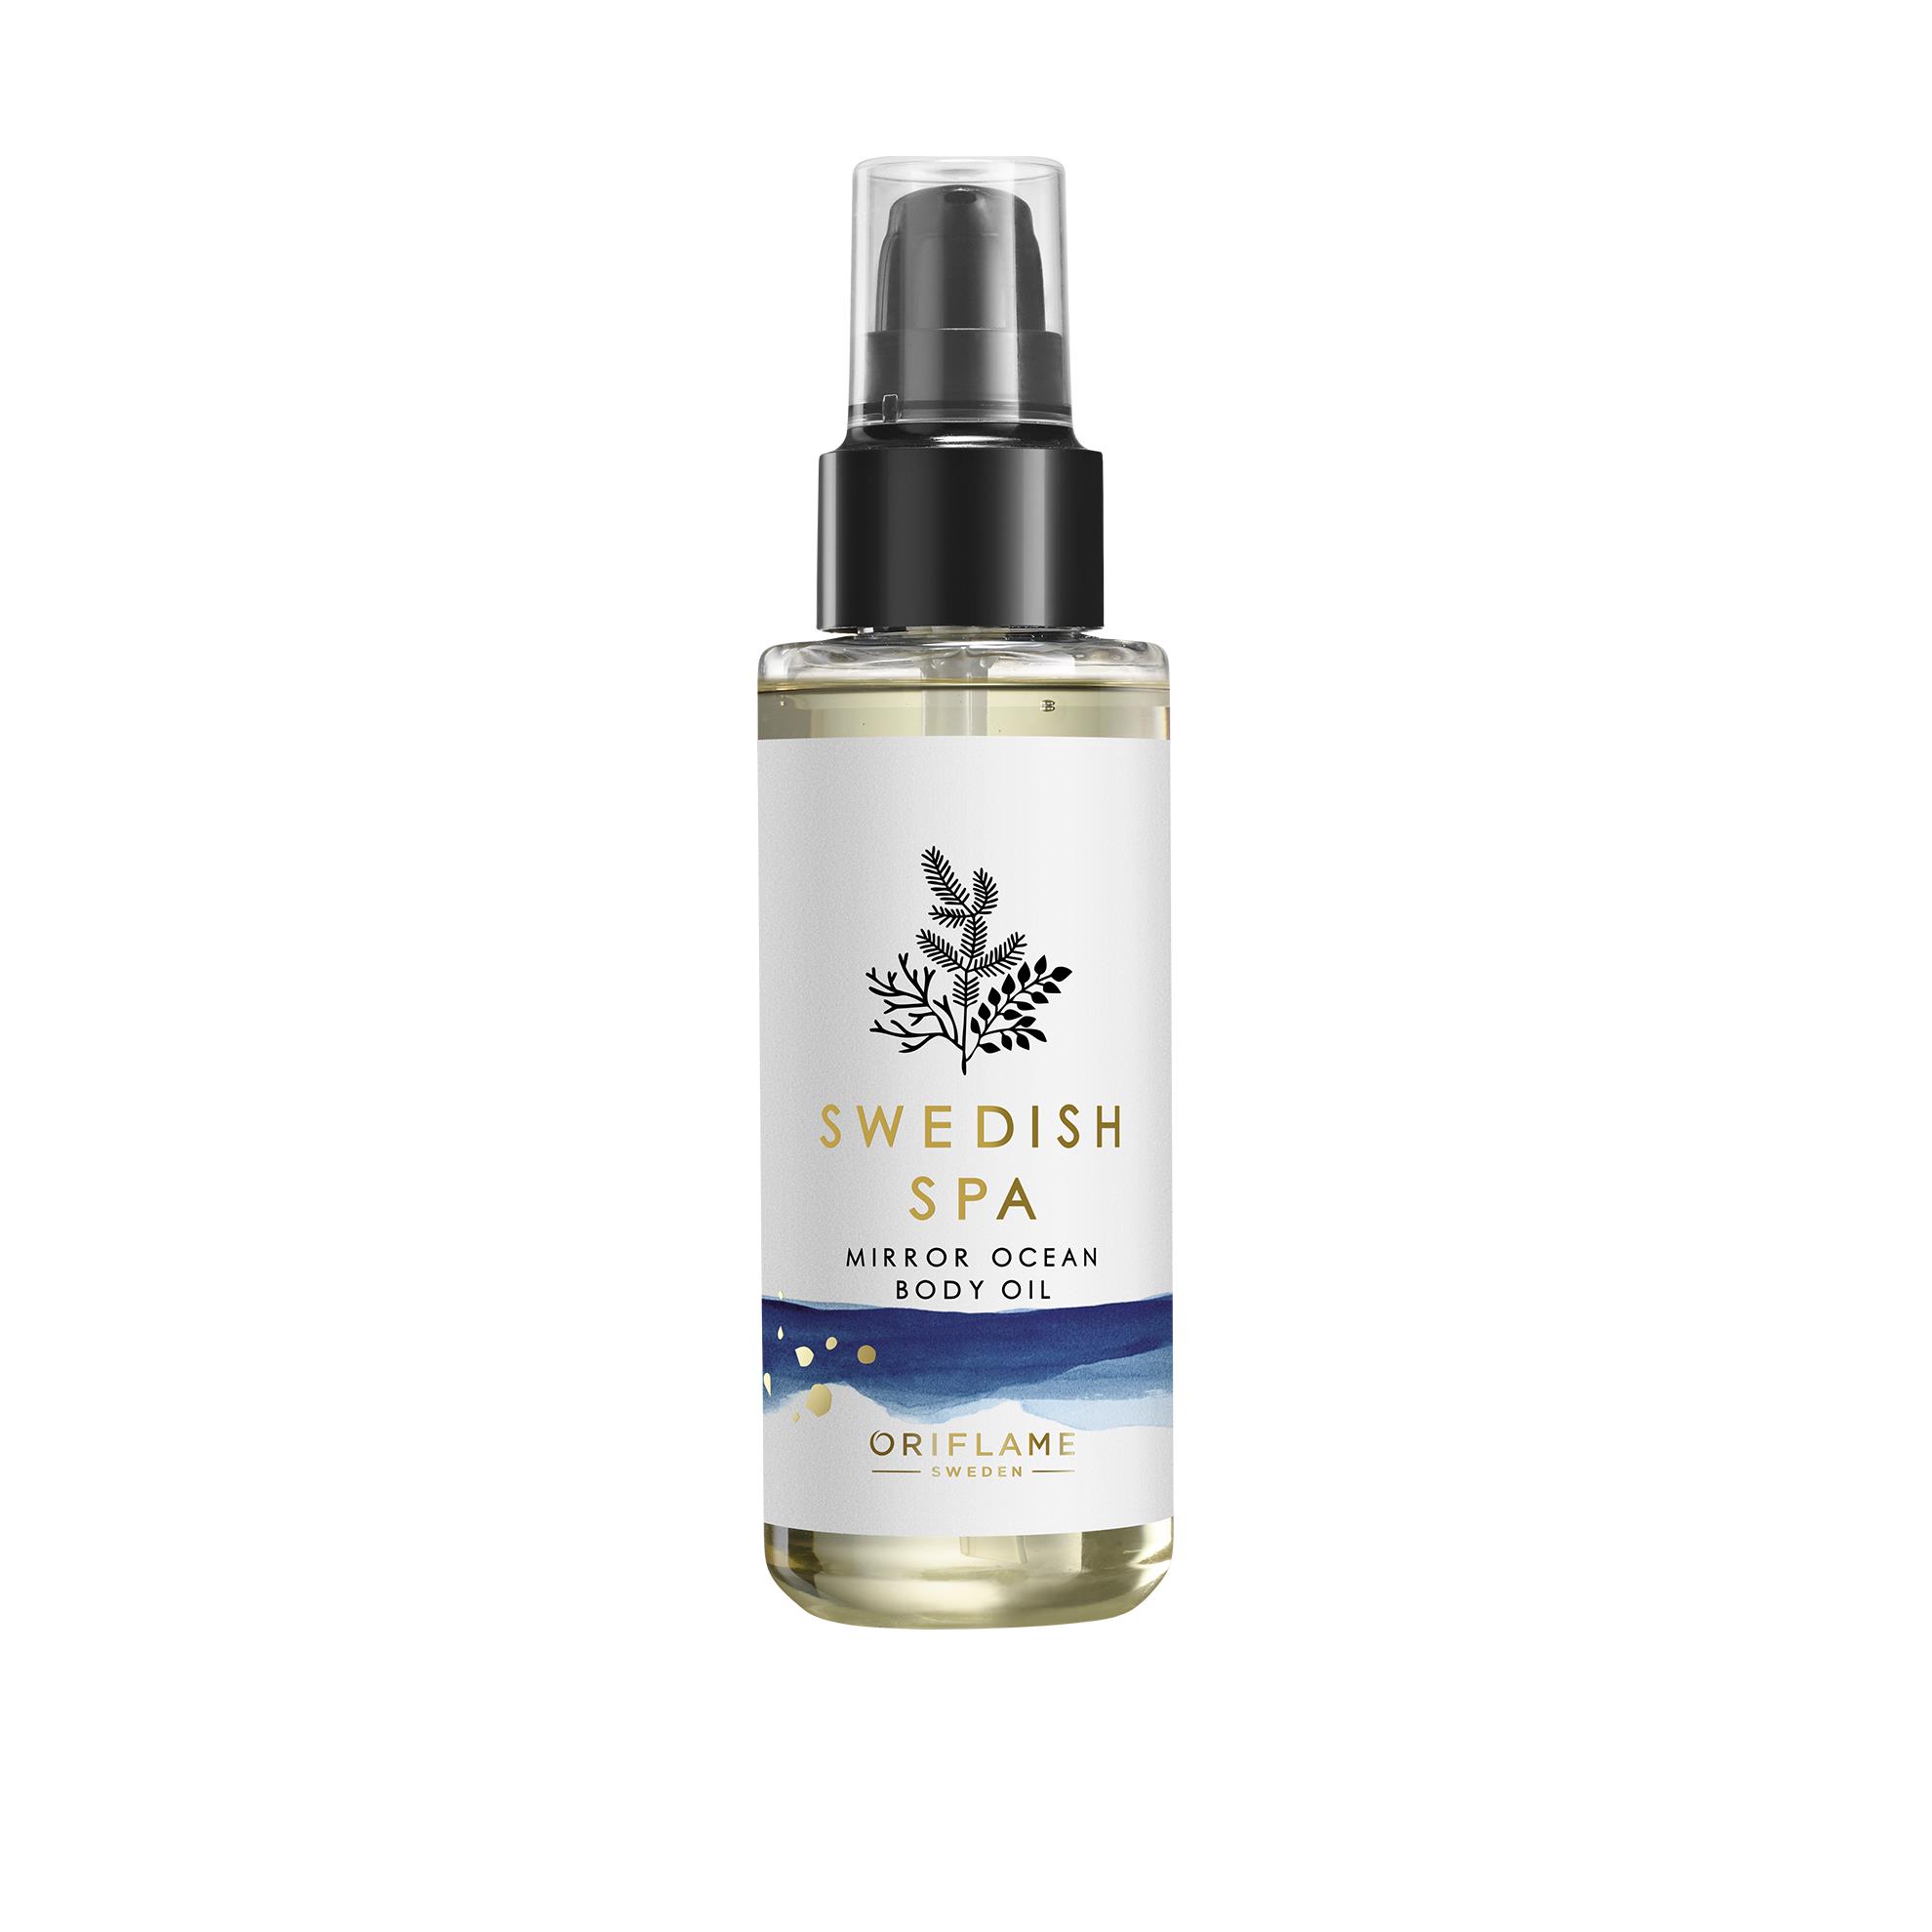 SWEDISH
SPA
MIRROR OCEAN
BODY OIL
ORIFLAME
SWEDEN